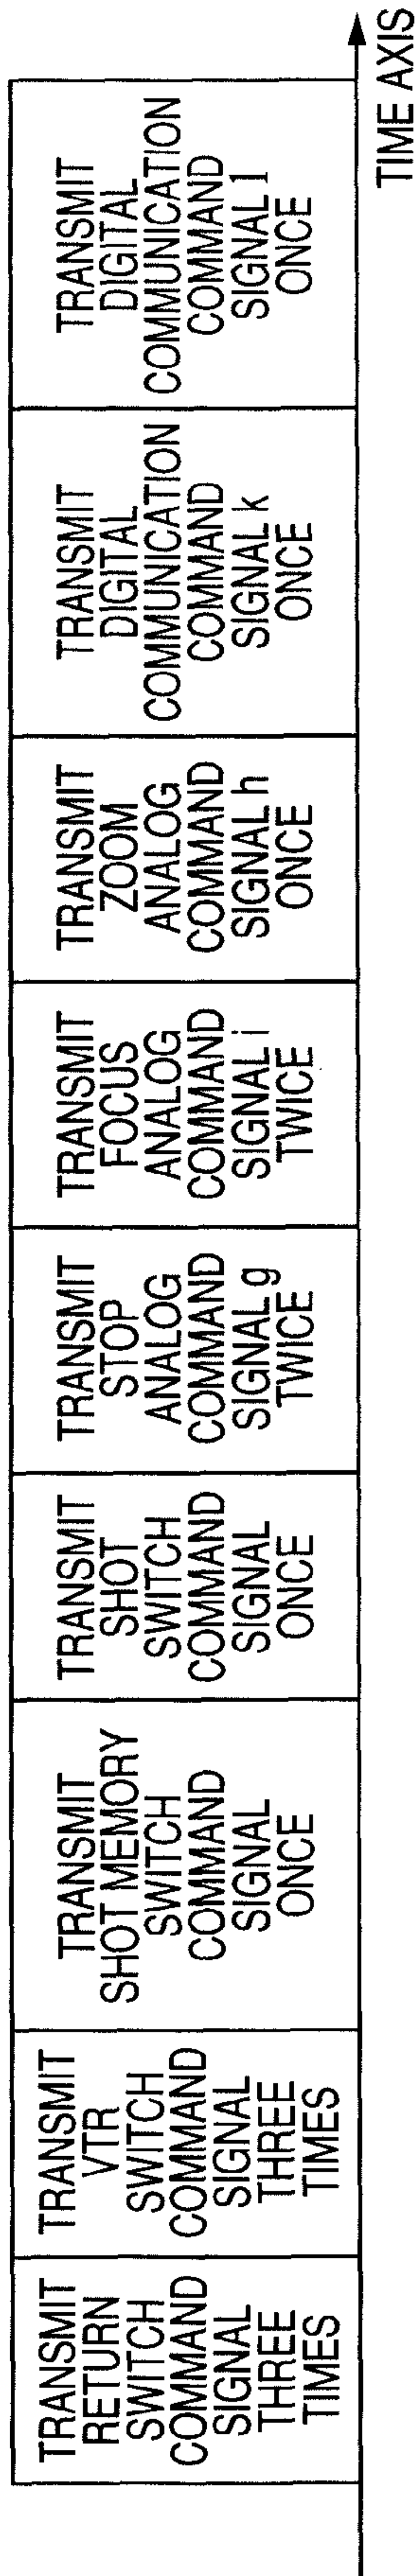 TRANSMIT
RETURN
SWITCH
COMMAND
SIGNAL
THREE
TIMES
TRANSMIT
VTR
SWITCH
COMMAND
SIGNAL
THREE
TIMES
TRANSMIT
SHOT MEMORY
SWITCH
COMMAND
SIGNAL
ONCE
TRANSMIT
SHOT
SWITCH
COMMAND
SIGNAL
ONCE
TRANSMIT
STOP
ANALOG
COMMAND
SIGNAL g
TWICE
TRANSMIT
FOCUS
ANALOG
COMMAND
SIGNAL i
TWICE
TRANSMIT
ZOOM
ANALOG
COMMAND
SIGNAL h
ONCE
TRANSMIT
DIGITAL
COMMUNICATION
COMMAND
SIGNAL k
ONCE
TRANSMIT
DIGITAL
COMMUNICATION
COMMAND
SIGNAL l
ONCE
TIME AXIS